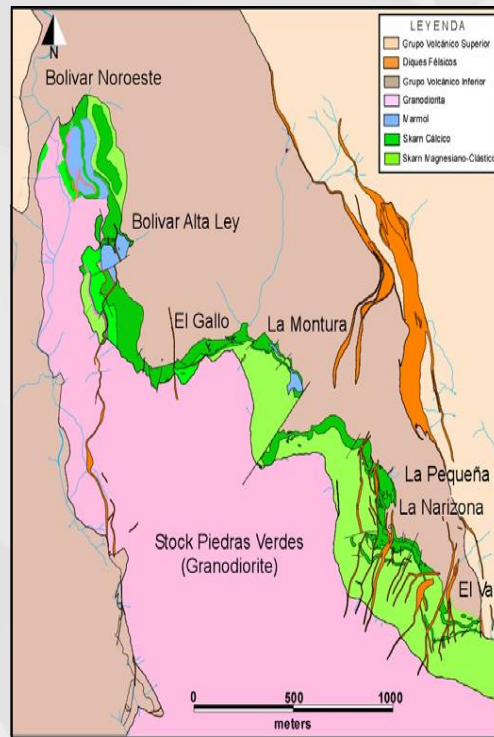 LEYENDA
Grupo Volcánico Superior
Diques Félsicos
Grupo Volcánico Inferior
Granodiorita
Marmol
Skarn Cálcico
Skarn Magnesiano-Clástico
N
Bolivar Noroeste
Bolivar Alta Ley
El Gallo
La Montura
La Pequeña
La Narizona
El Va
Stock Piedras Verdes
(Granodiorite)
0 500 1000
meters